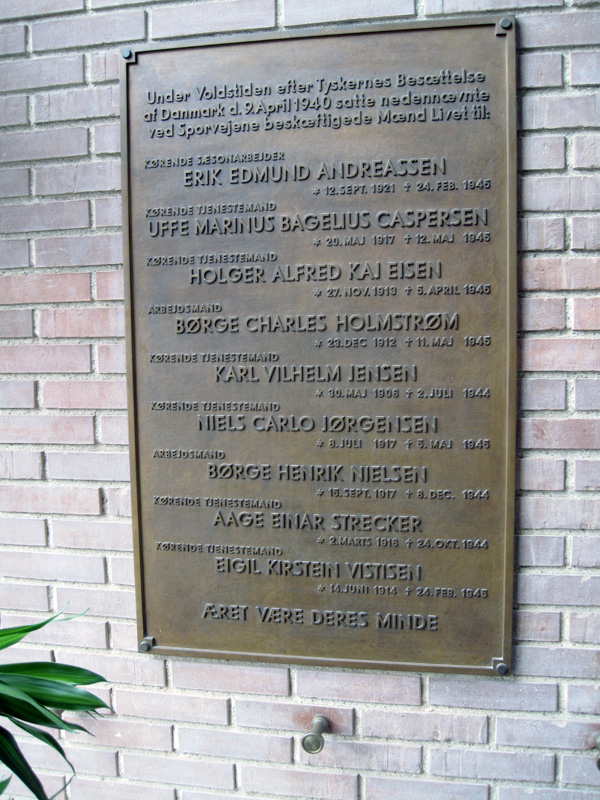 Under Voldstiden efter Tyskernes Besættelse
af Danmark d. 9. April 1940 satte nedennævnte
ved Sporvejene beskæftigede Mænd Livet til:
KØRENDE SÆSONARBEJDER
ERIK EDMUND ANDREASSEN
* 12. SEPT. 1921 † 24. FEB. 1945
KØRENDE TJENESTEMAND
UFFE MARINUS BAGELIUS CASPERSEN
* 20. MAJ 1917 † 12. MAJ 1945
KØRENDE TJENESTEMAND
HOLGER ALFRED KAJ EISEN
* 27. NOV. 1913 † 5. APRIL 1945
ARBEJDSMAND
BØRGE CHARLES HOLMSTRØM
* 23. DEC 1912 † 11. MAJ 1945
KØRENDE TJENESTEMAND
KARL VILHELM JENSEN
* 30. MAJ 1906 † 2. JULI 1944
KØRENDE TJENESTEMAND
NIELS CARLO JØRGENSEN
* 8. JULI 1917 † 5. MAJ 1945
ARBEJDSMAND
BØRGE HENRIK NIELSEN
* 15. SEPT. 1917 † 8. DEC. 1944
KØRENDE TJENESTEMAND
AAGE EINAR STRECKER
* 2. MARTS 1918 † 24. OKT. 1944
KØRENDE TJENESTEMAND
EIGIL KIRSTEIN VISTISEN
* 14. JUNI 1914 † 24. FEB. 1945
ÆRET VÆRE DERES MINDE